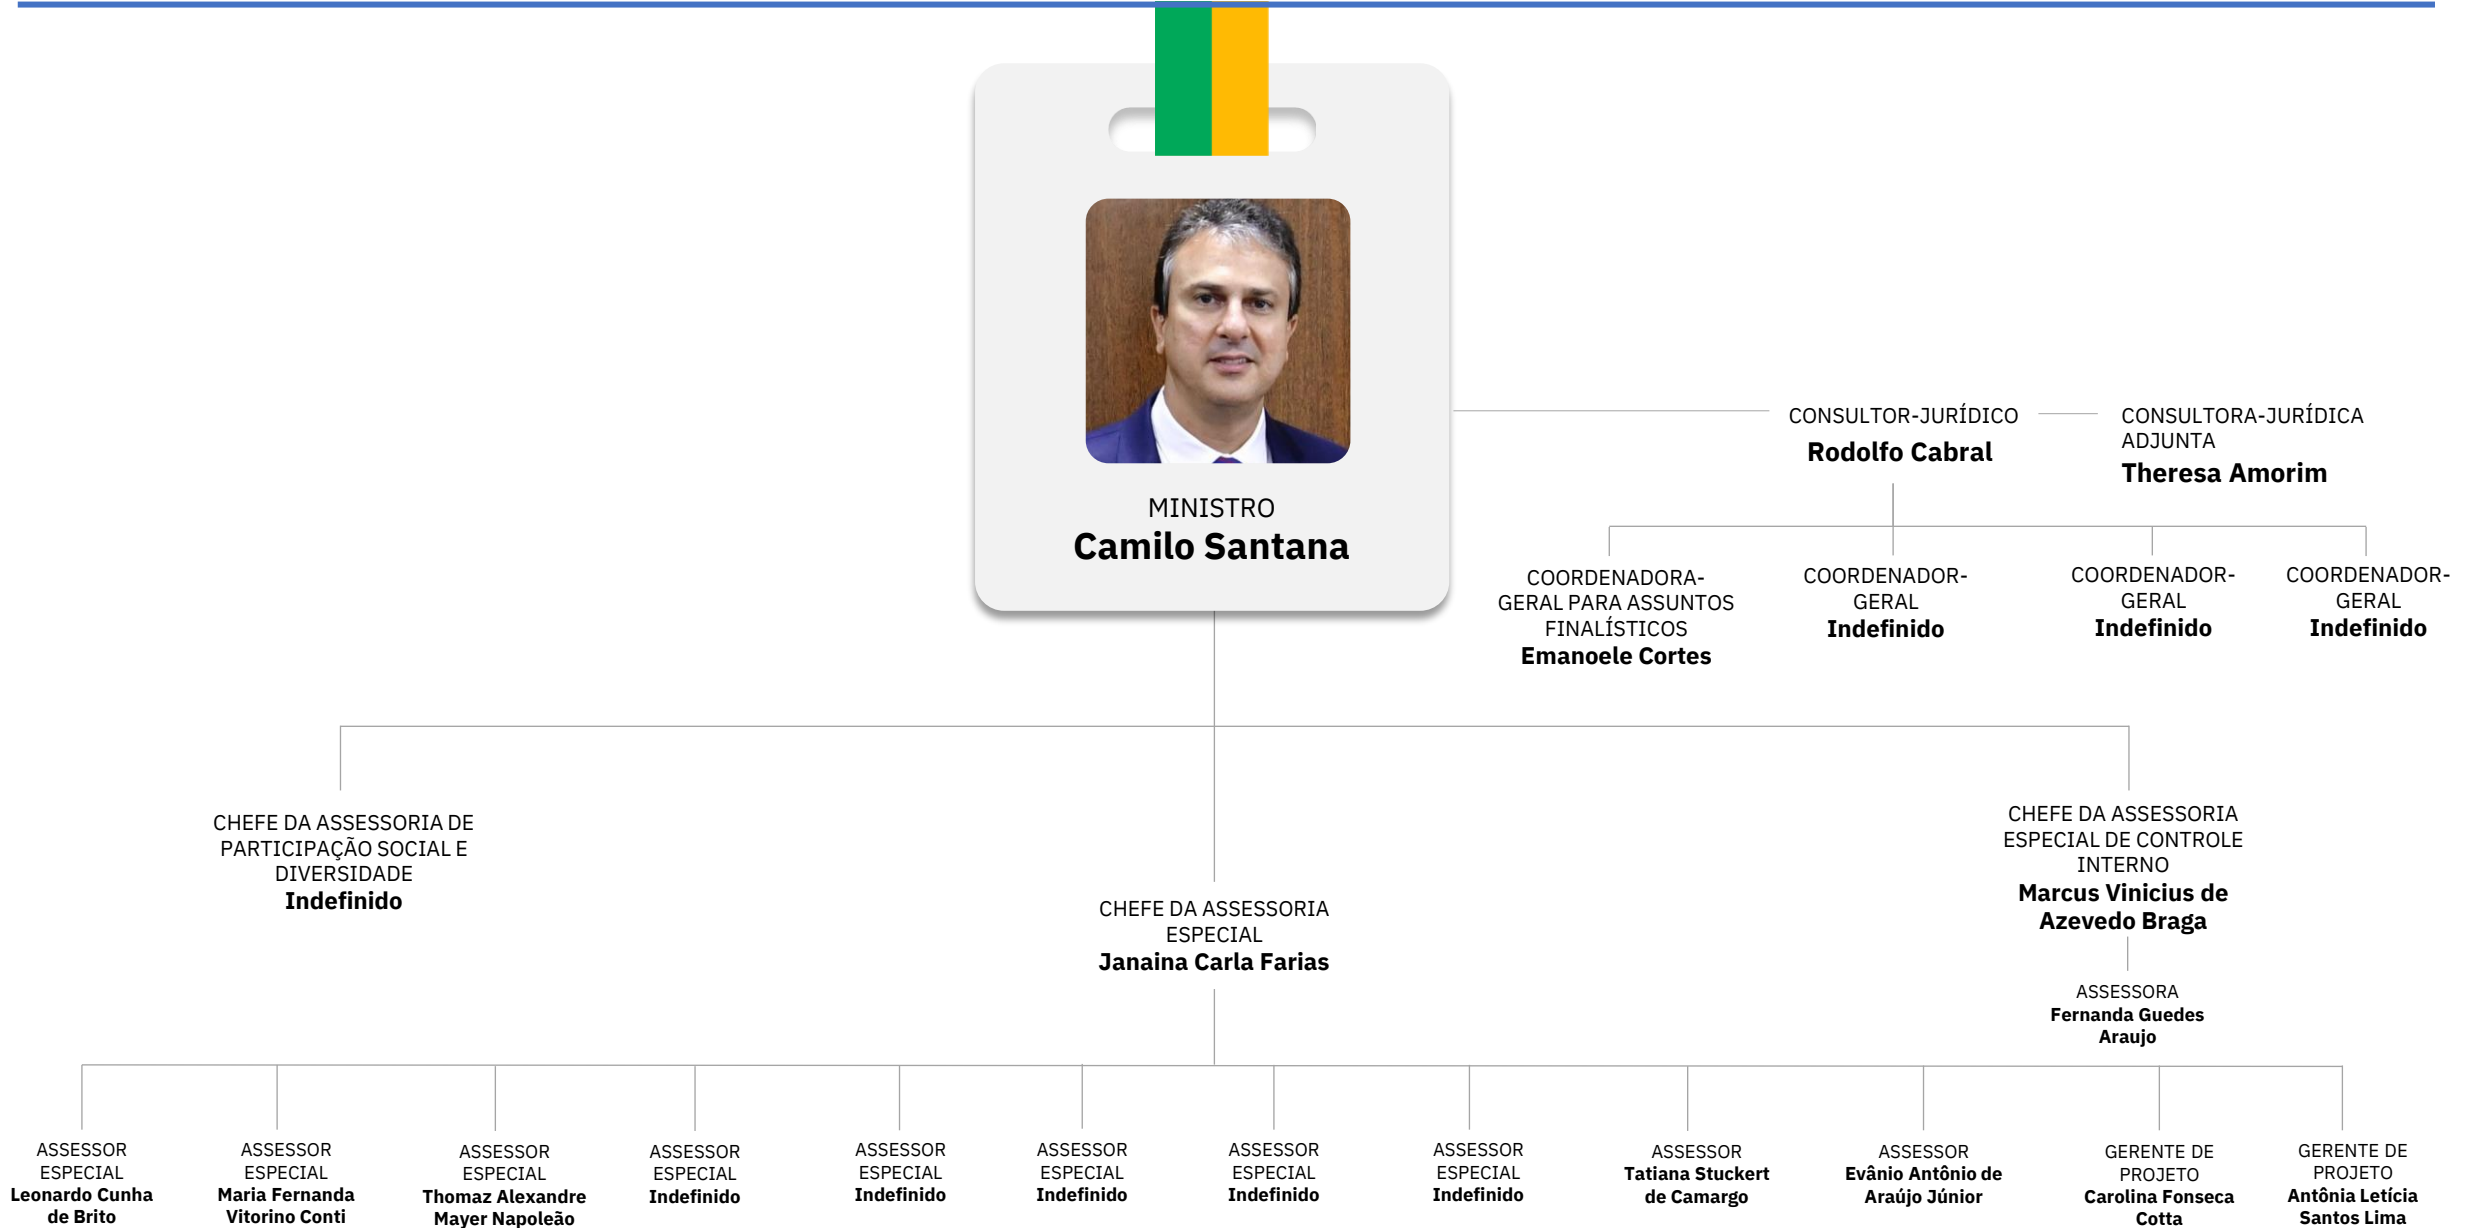 MINISTRO
Camilo Santana
CONSULTOR-JURÍDICO
Rodolfo Cabral
CONSULTORA-JURÍDICA
ADJUNTA
Theresa Amorim
COORDENADORA-
GERAL PARA ASSUNTOS
FINALÍSTICOS
Emanoele Cortes
COORDENADOR-
GERAL
Indefinido
COORDENADOR-
GERAL
Indefinido
COORDENADOR-
GERAL
Indefinido
CHEFE DA ASSESSORIA DE
PARTICIPAÇÃO SOCIAL E
DIVERSIDADE
Indefinido
CHEFE DA ASSESSORIA
ESPECIAL
Janaina Carla Farias
CHEFE DA ASSESSORIA
ESPECIAL DE CONTROLE
INTERNO
Marcus Vinicius de
Azevedo Braga
ASSESSORA
Fernanda Guedes
Araujo
ASSESSOR
ESPECIAL
Leonardo Cunha
de Brito
ASSESSOR
ESPECIAL
Maria Fernanda
Vitorino Conti
ASSESSOR
ESPECIAL
Thomaz Alexandre
Mayer Napoleão
ASSESSOR
ESPECIAL
Indefinido
ASSESSOR
ESPECIAL
Indefinido
ASSESSOR
ESPECIAL
Indefinido
ASSESSOR
ESPECIAL
Indefinido
ASSESSOR
ESPECIAL
Indefinido
ASSESSOR
Tatiana Stuckert
de Camargo
ASSESSOR
Evânio Antônio de
Araújo Júnior
GERENTE DE
PROJETO
Carolina Fonseca
Cotta
GERENTE DE
PROJETO
Antônia Letícia
Santos Lima